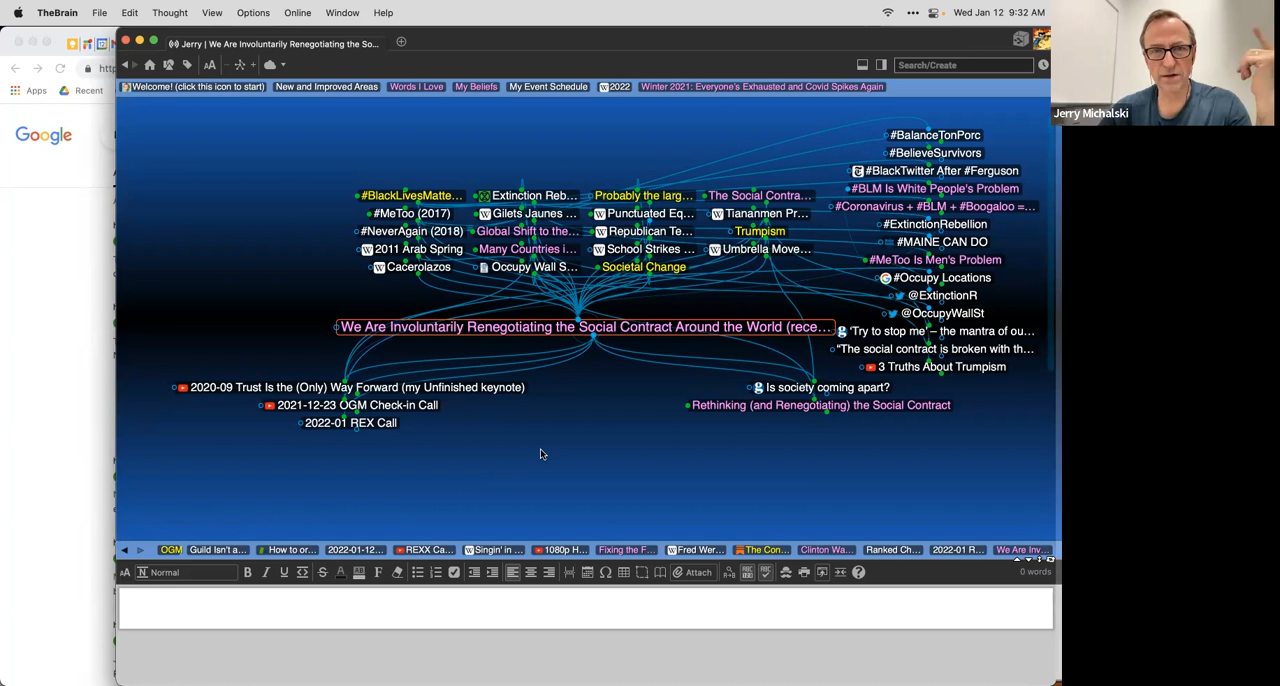 TheBrain File Edit Thought View Options Online Window Help Wed Jan 12 9:32 AM
Jerry | We Are Involuntarily Renegotiating the So...
http
AA Search/Create
Apps Recent
Welcome! (click this icon to start) New and Improved Areas Words I Love My Beliefs My Event Schedule 2022 Winter 2021: Everyone's Exhausted and Covid Spikes Again
Google
Jerry Michalski
#BalanceTonPorc
#BelieveSurvivors
#BlackTwitter After #Ferguson
#BLM Is White People's Problem
#Coronavirus + #BLM + #Boogaloo =...
#ExtinctionRebellion
#MAINE CAN DO
#MeToo Is Men's Problem
#Occupy Locations
@ExtinctionR
@OccupyWallSt
'Try to stop me' – the mantra of ou...
"The social contract is broken with th...
3 Truths About Trumpism
#BlackLivesMatte... Extinction Reb... Probably the larg... The Social Contra...
#MeToo (2017) Gilets Jaunes ... Punctuated Eq... Tiananmen Pr...
#NeverAgain (2018) Global Shift to the... Republican Te... Trumpism
2011 Arab Spring Many Countries i... School Strikes ... Umbrella Move...
Cacerolazos Occupy Wall S... Societal Change
We Are Involuntarily Renegotiating the Social Contract Around the World (rece...
2020-09 Trust Is the (Only) Way Forward (my Unfinished keynote)
2021-12-23 OGM Check-in Call
2022-01 REX Call
Is society coming apart?
Rethinking (and Renegotiating) the Social Contract
OGM Guild Isn't a... How to or... 2022-01-12... REXX Ca... Singin' in ... 1080p H... Fixing the F... Fred Wer... The Con... Clinton Wa... Ranked Ch... 2022-01 R... We Are Inv...
AA N Normal B I U S A F Attach 0 words